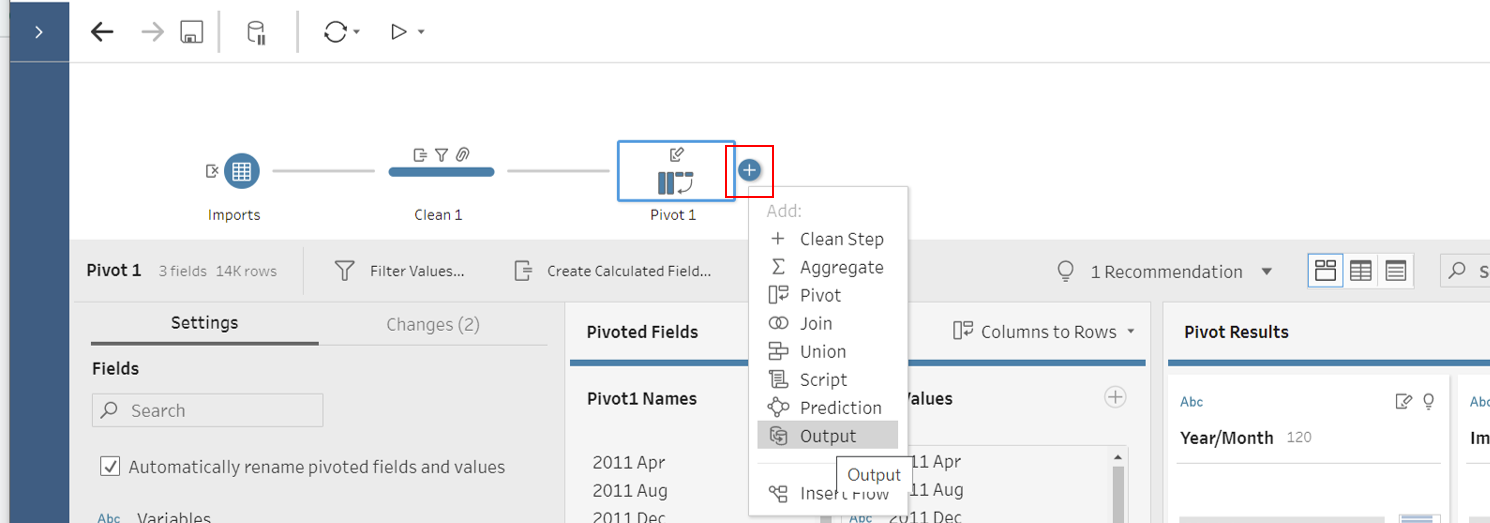 Imports
Clean 1
Pivot 1
Add:
Clean Step
Aggregate
Pivot
Join
Union
Script
Prediction
Output
Output
Insert Flow
Pivot 1 3 fields 14K rows
Filter Values...
Create Calculated Field...
1 Recommendation
S
Settings
Changes (2)
Fields
Search
Automatically rename pivoted fields and values
Abc Variables
Pivoted Fields
Columns to Rows
Pivot1 Names
2011 Apr
2011 Aug
2011 Dec
Values
11 Apr
11 Aug
Abc 2011 Dec
Pivot Results
Abc
Year/Month 120
Abc
Im